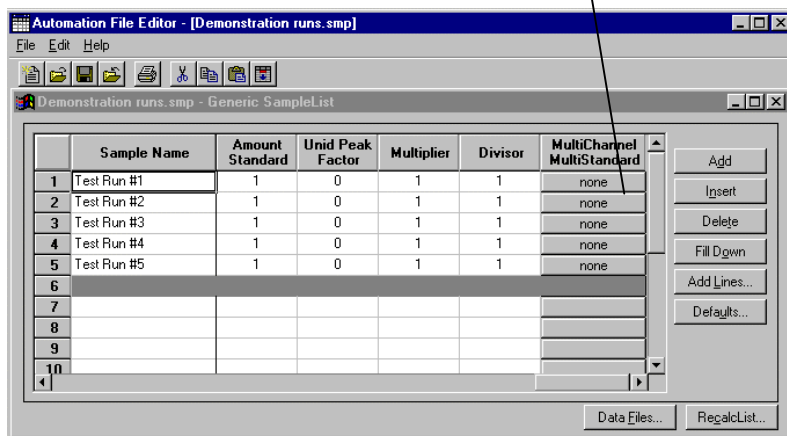 Automation File Editor - [Demonstration runs.smp]
File Edit Help
Demonstration runs.smp - Generic SampleList
Sample Name Amount Standard Unid Peak Factor Multiplier Divisor MultiChannel MultiStandard
1 Test Run #1 1 0 1 1 none
2 Test Run #2 1 0 1 1 none
3 Test Run #3 1 0 1 1 none
4 Test Run #4 1 0 1 1 none
5 Test Run #5 1 0 1 1 none
6
7
8
9
10
Add
Insert
Delete
Fill Down
Add Lines...
Defaults...
Data Files... RecalcList...